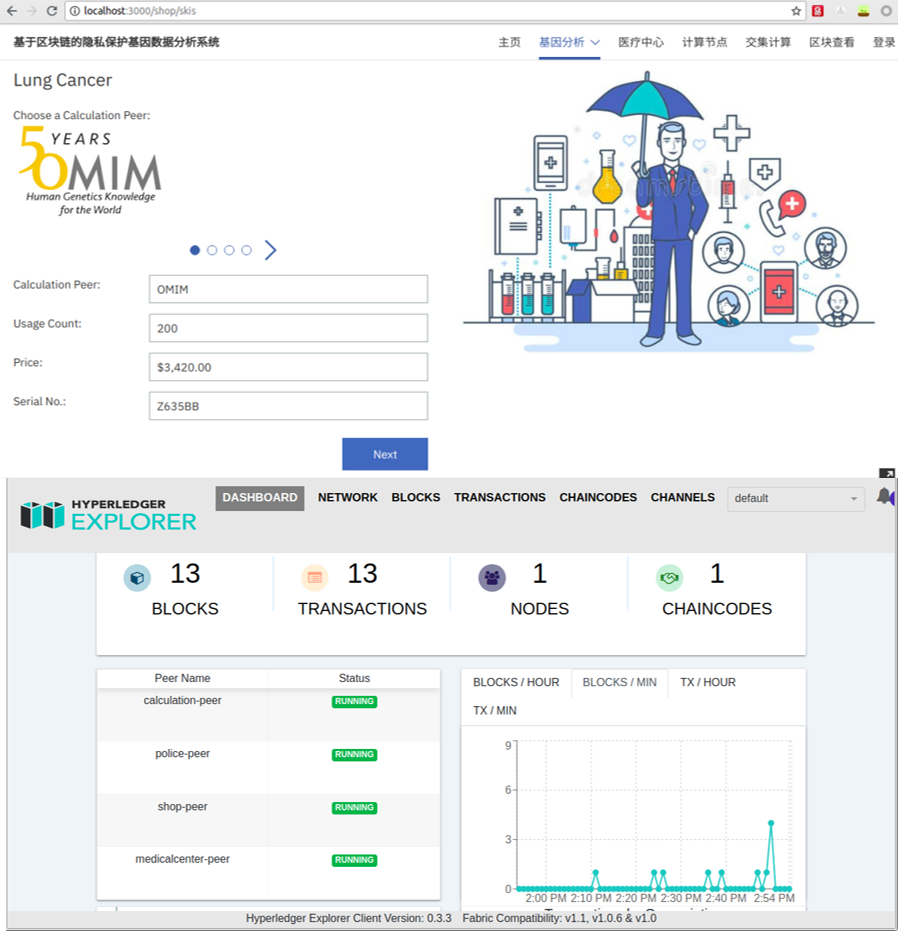 localhost:3000/shop/skis
基于区块链的隐私保护基因数据分析系统
主页 基因分析 医疗中心 计算节点 交集计算 区块查看 登录
Lung Cancer
Choose a Calculation Peer:
50 YEARS
OMIM
Human Genetics Knowledge
for the World
Calculation Peer: OMIM
Usage Count: 200
Price: $3,420.00
Serial No.: Z635BB
Next
HYPERLEDGER
EXPLORER
DASHBOARD NETWORK BLOCKS TRANSACTIONS CHAINCODES CHANNELS default
13 13 1 1
BLOCKS TRANSACTIONS NODES CHAINCODES
Peer Name Status
calculation-peer RUNNING
police-peer RUNNING
shop-peer RUNNING
medicalcenter-peer RUNNING
BLOCKS / HOUR BLOCKS / MIN TX / HOUR
TX / MIN
9
6
3
0
2:00 PM 2:10 PM 2:20 PM 2:30 PM 2:40 PM 2:54 PM
Hyperledger Explorer Client Version: 0.3.3 Fabric Compatibility: v1.1, v1.0.6 & v1.0